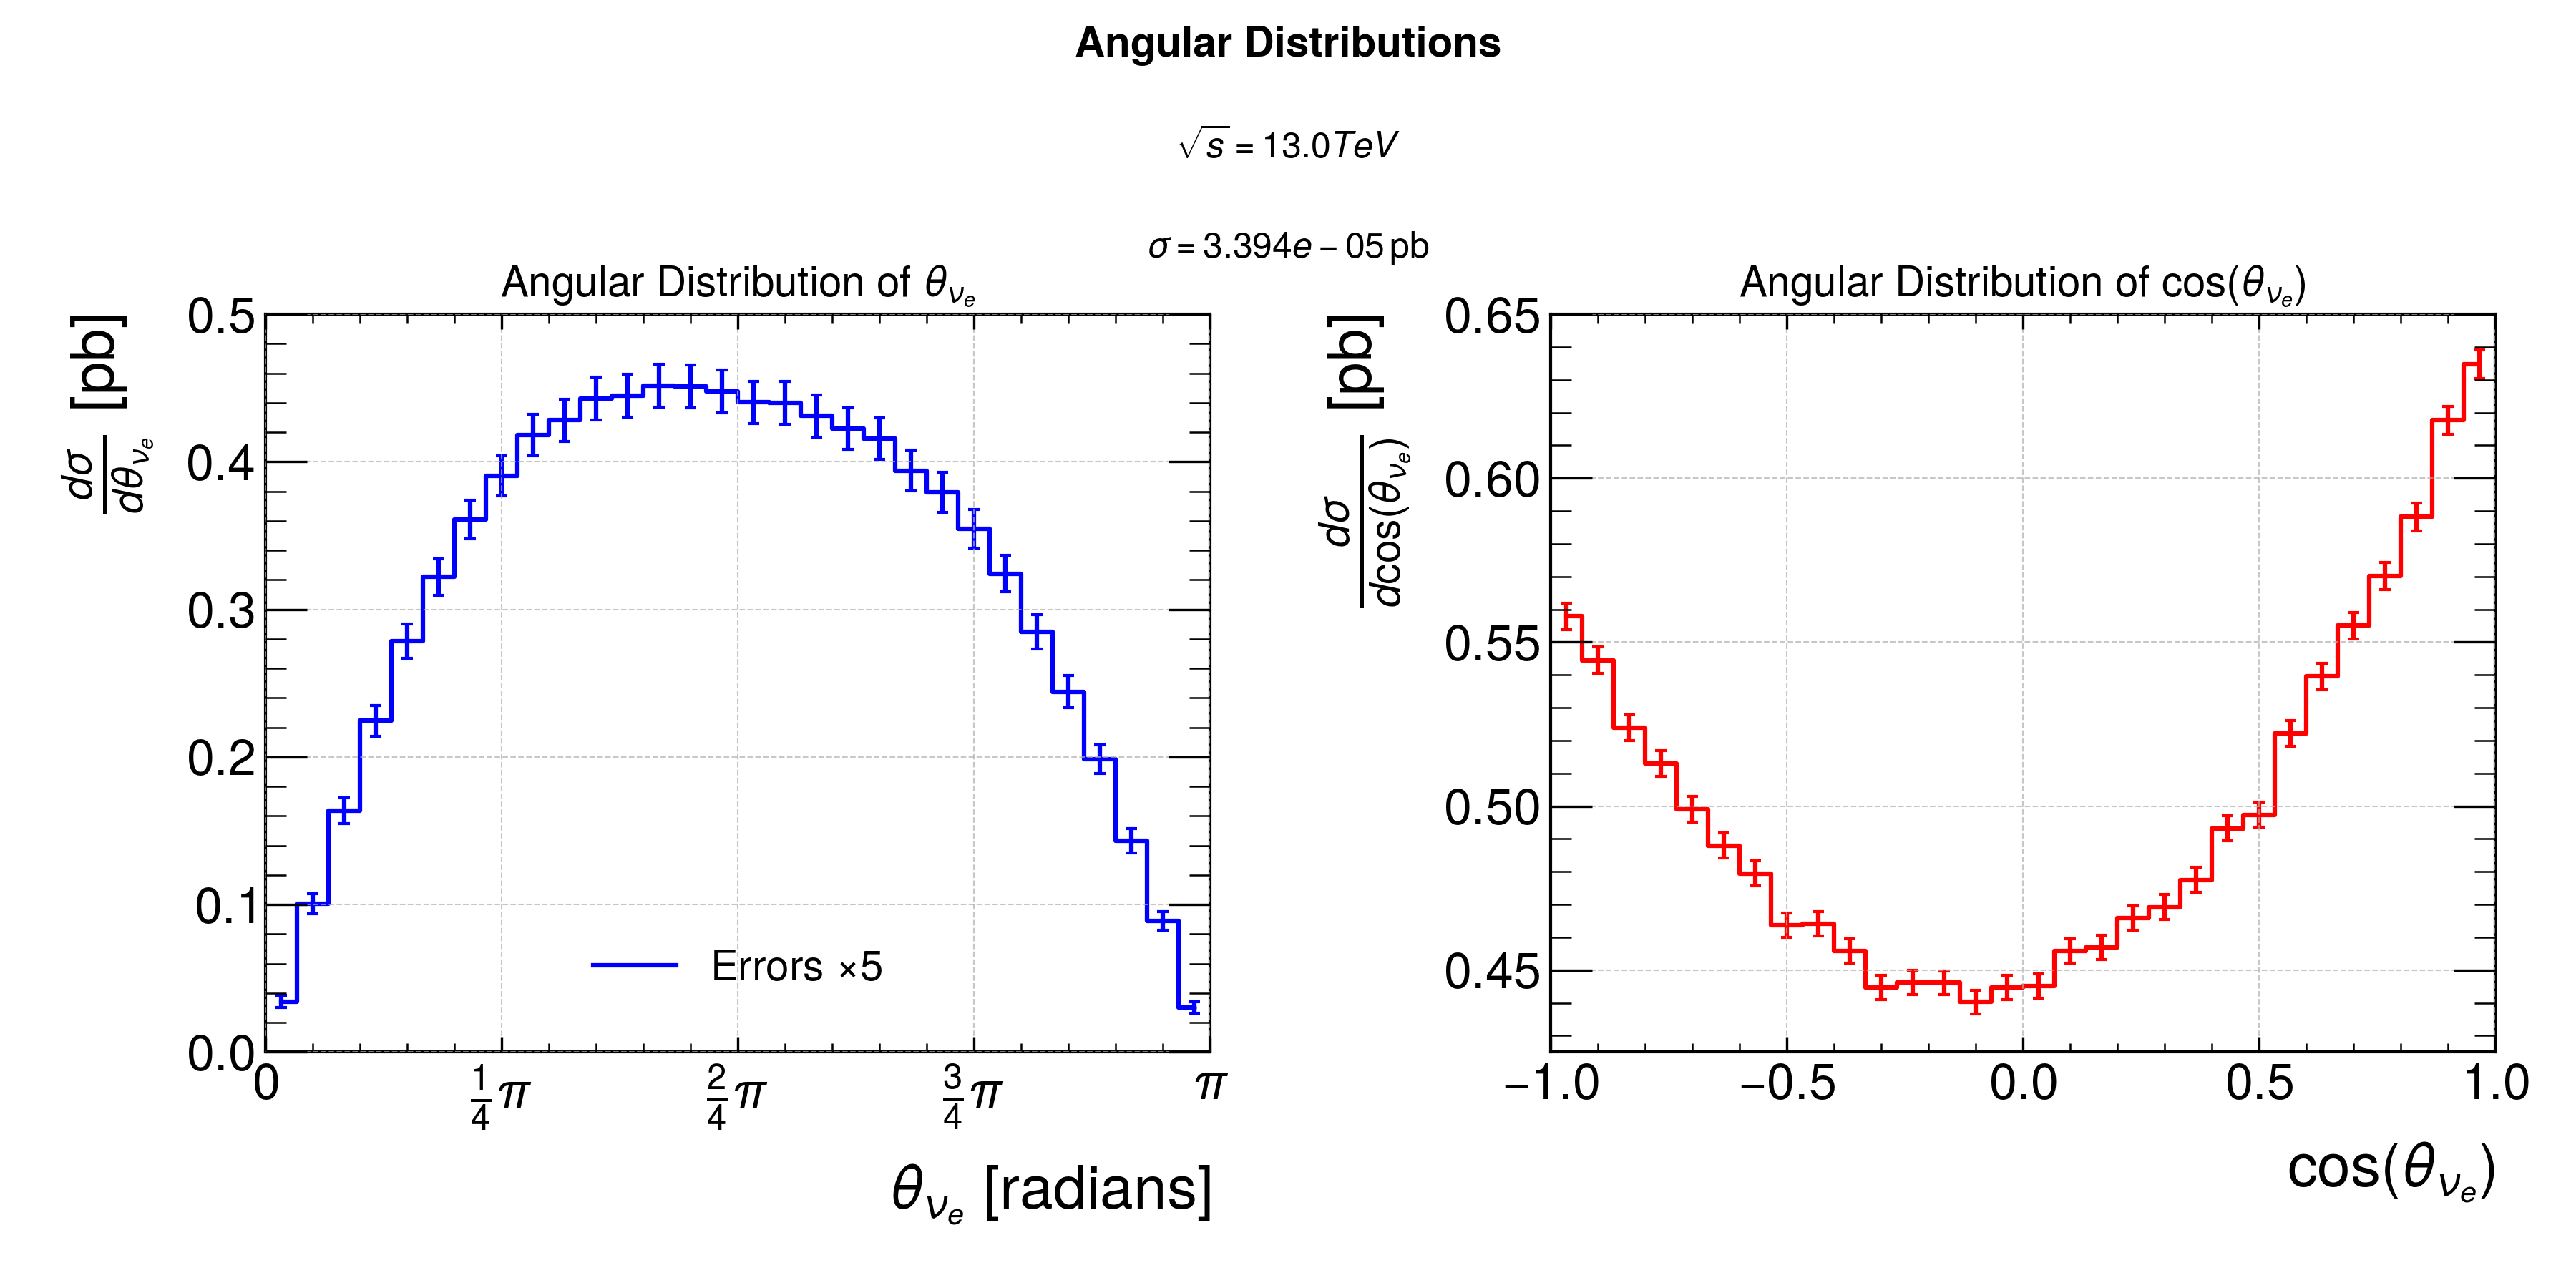 Angular Distributions
√s = 13.0TeV
σ = 3.394e − 05 pb
Angular Distribution of θνₑ
dσ/dθνₑ [pb]
0.5
0.4
0.3
0.2
0.1
0.0
Errors ×5
0 1/4π 2/4π 3/4π π
θνₑ [radians]
Angular Distribution of cos(θνₑ)
dσ/dcos(θνₑ) [pb]
0.65
0.60
0.55
0.50
0.45
−1.0 −0.5 0.0 0.5 1.0
cos(θνₑ)